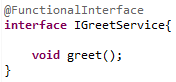 @FunctionalInterface
interface IGreetService{
void greet();
}